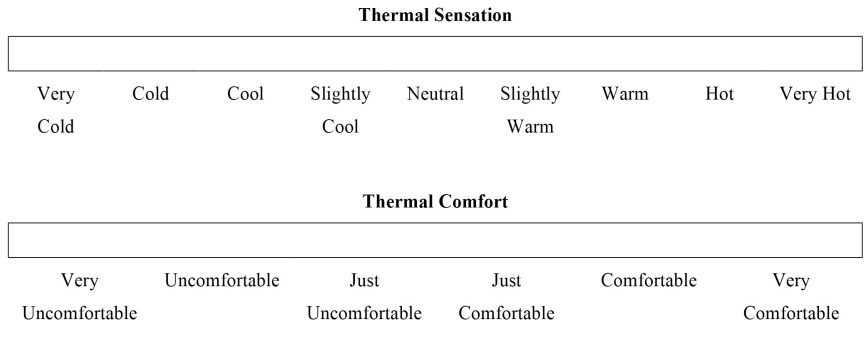 Thermal Sensation
Very Cold Cool Slightly Neutral Slightly Warm Hot Very Hot
Cold Cool Warm
Thermal Comfort
Very Uncomfortable Just Just Comfortable Very
Uncomfortable Uncomfortable Comfortable Comfortable